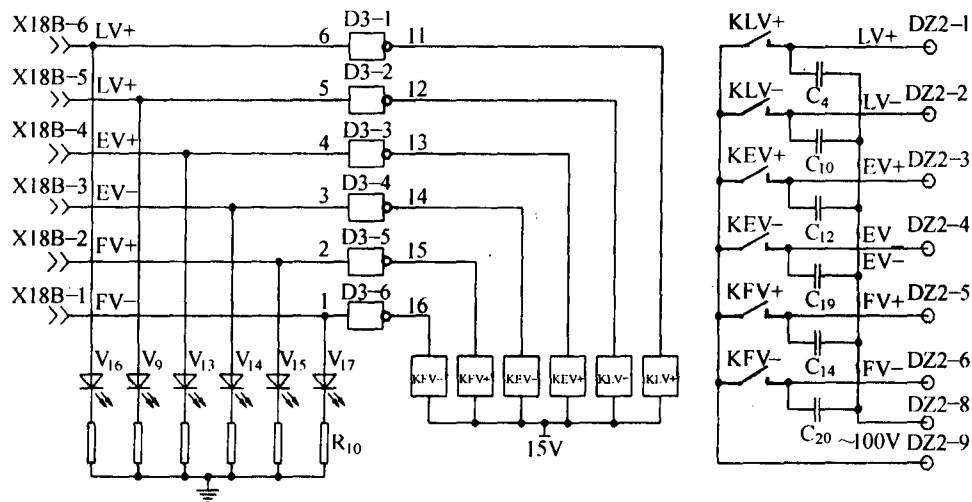 X18B-6 LV+ 6 D3-1 11
X18B-5 LV+ 5 D3-2 12
X18B-4 EV+ 4 D3-3 13
X18B-3 EV- 3 D3-4 14
X18B-2 FV+ 2 D3-5 15
X18B-1 FV- 1 D3-6 16
V16 V9 V13 V14 V15 V17
KFV- KFV+ KEV- KEV+ KLV- KLV+
R10
15V
KLV+ LV+ DZ2-1
C4
KLV- LV- DZ2-2
C10
KEV+ EV+ DZ2-3
C12
KEV- EV DZ2-4
EV-
C19
KFV+ FV+ DZ2-5
C14
KFV- FV- DZ2-6
C20 ~100V DZ2-8
DZ2-9